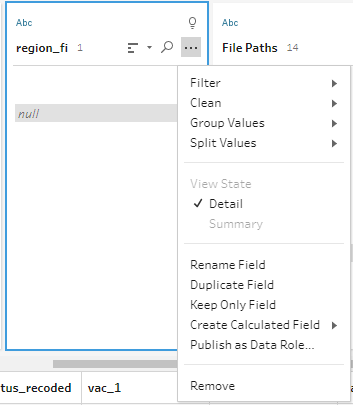 Abc
Abc
region_fi 1
File Paths 14
null
Filter
Clean
Group Values
Split Values
View State
Detail
Summary
Rename Field
Duplicate Field
Keep Only Field
Create Calculated Field
Publish as Data Role...
Remove
tus_recoded
vac_1